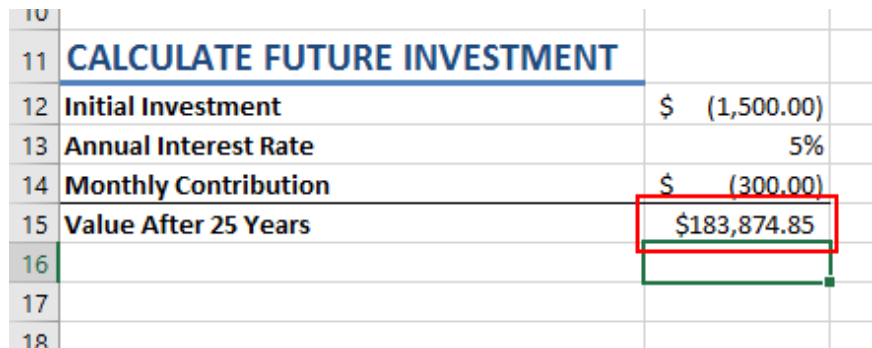 10
11 CALCULATE FUTURE INVESTMENT
12 Initial Investment $ (1,500.00)
13 Annual Interest Rate 5%
14 Monthly Contribution $ (300.00)
15 Value After 25 Years $183,874.85
16
17
18